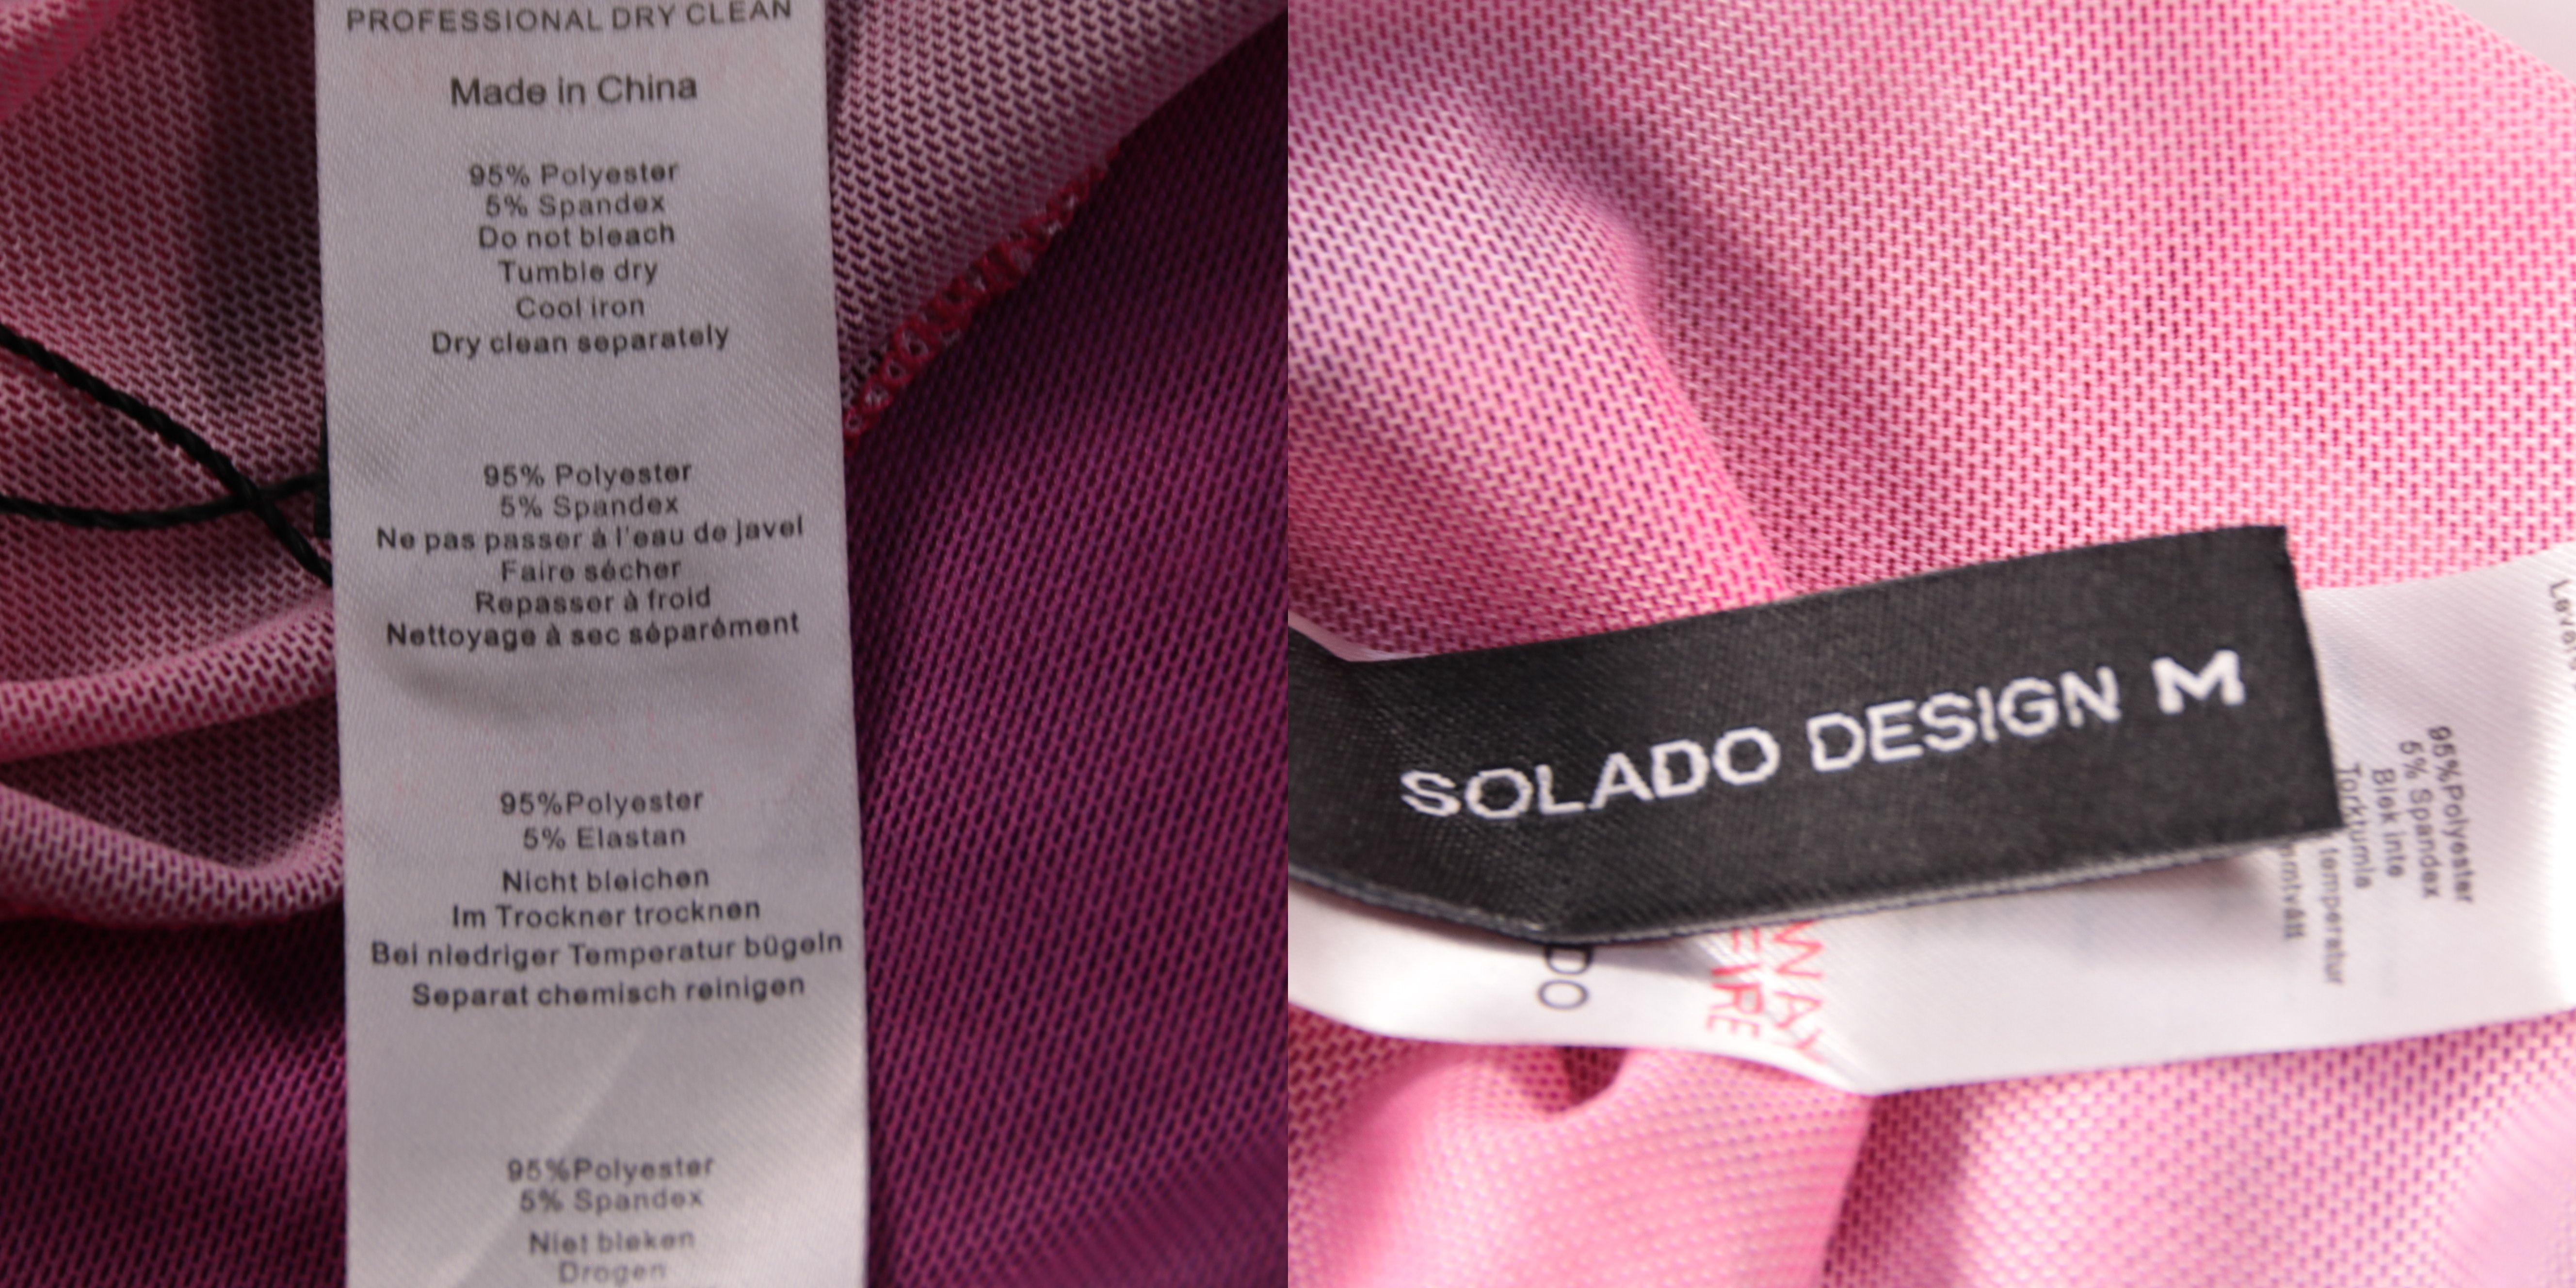 PROFESSIONAL DRY CLEAN
Made in China
95% Polyester
5% Spandex
Do not bleach
Tumble dry
Cool iron
Dry clean separately
95% Polyester
5% Spandex
Ne pas passer à l'eau de javel
Faire sécher
Repasser à froid
Nettoyage à sec séparément
95%Polyester
5% Elastan
Nicht bleichen
Im Trockner trocknen
Bei niedriger Temperatur bügeln
Separat chemisch reinigen
95%Polyester
5% Spandex
Niet bleken
Drogen
SOLADO DESIGN M
95%Polyester
5% Spandex
Blek inte
Torktumla
temperatur
DO
WAY
FIRE